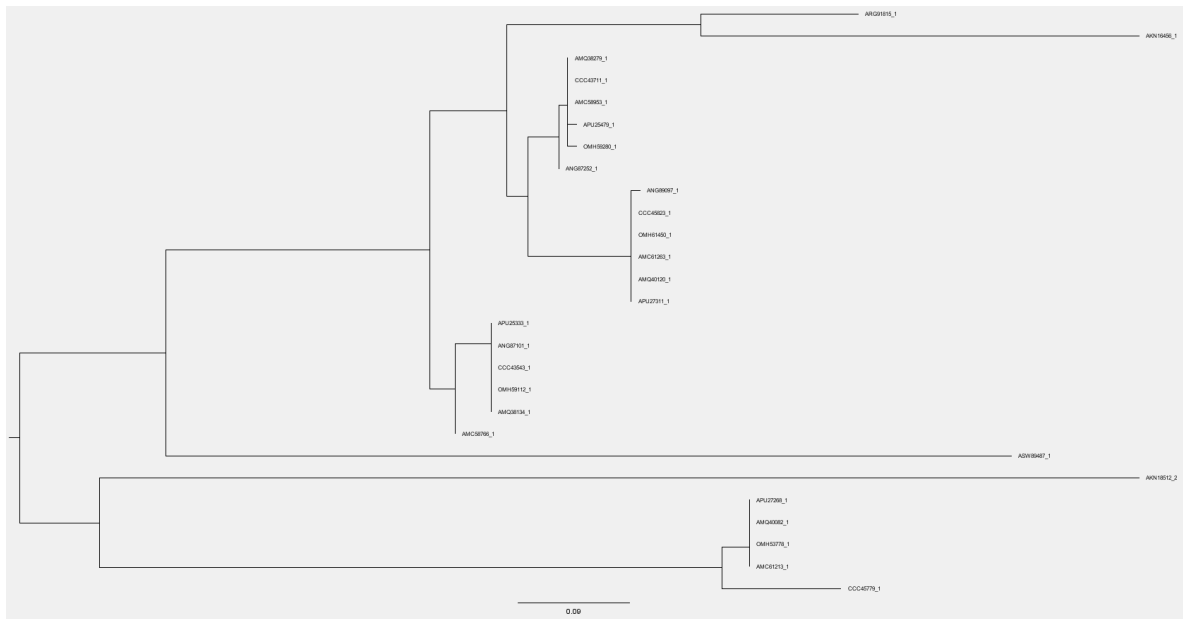 ARG91815_1
AKN16456_1
AMQ38279_1
CCC43711_1
AMC58953_1
APU25479_1
OMH59280_1
ANG87252_1
ANG89097_1
CCC45823_1
OMH61450_1
AMC61263_1
AMQ40120_1
APU27311_1
APU25333_1
ANG87101_1
CCC43543_1
OMH59112_1
AMQ38134_1
AMC58766_1
ASW89487_1
AKN18512_2
APU27268_1
AMQ40082_1
OMH53778_1
AMC61213_1
CCC45779_1
0.09